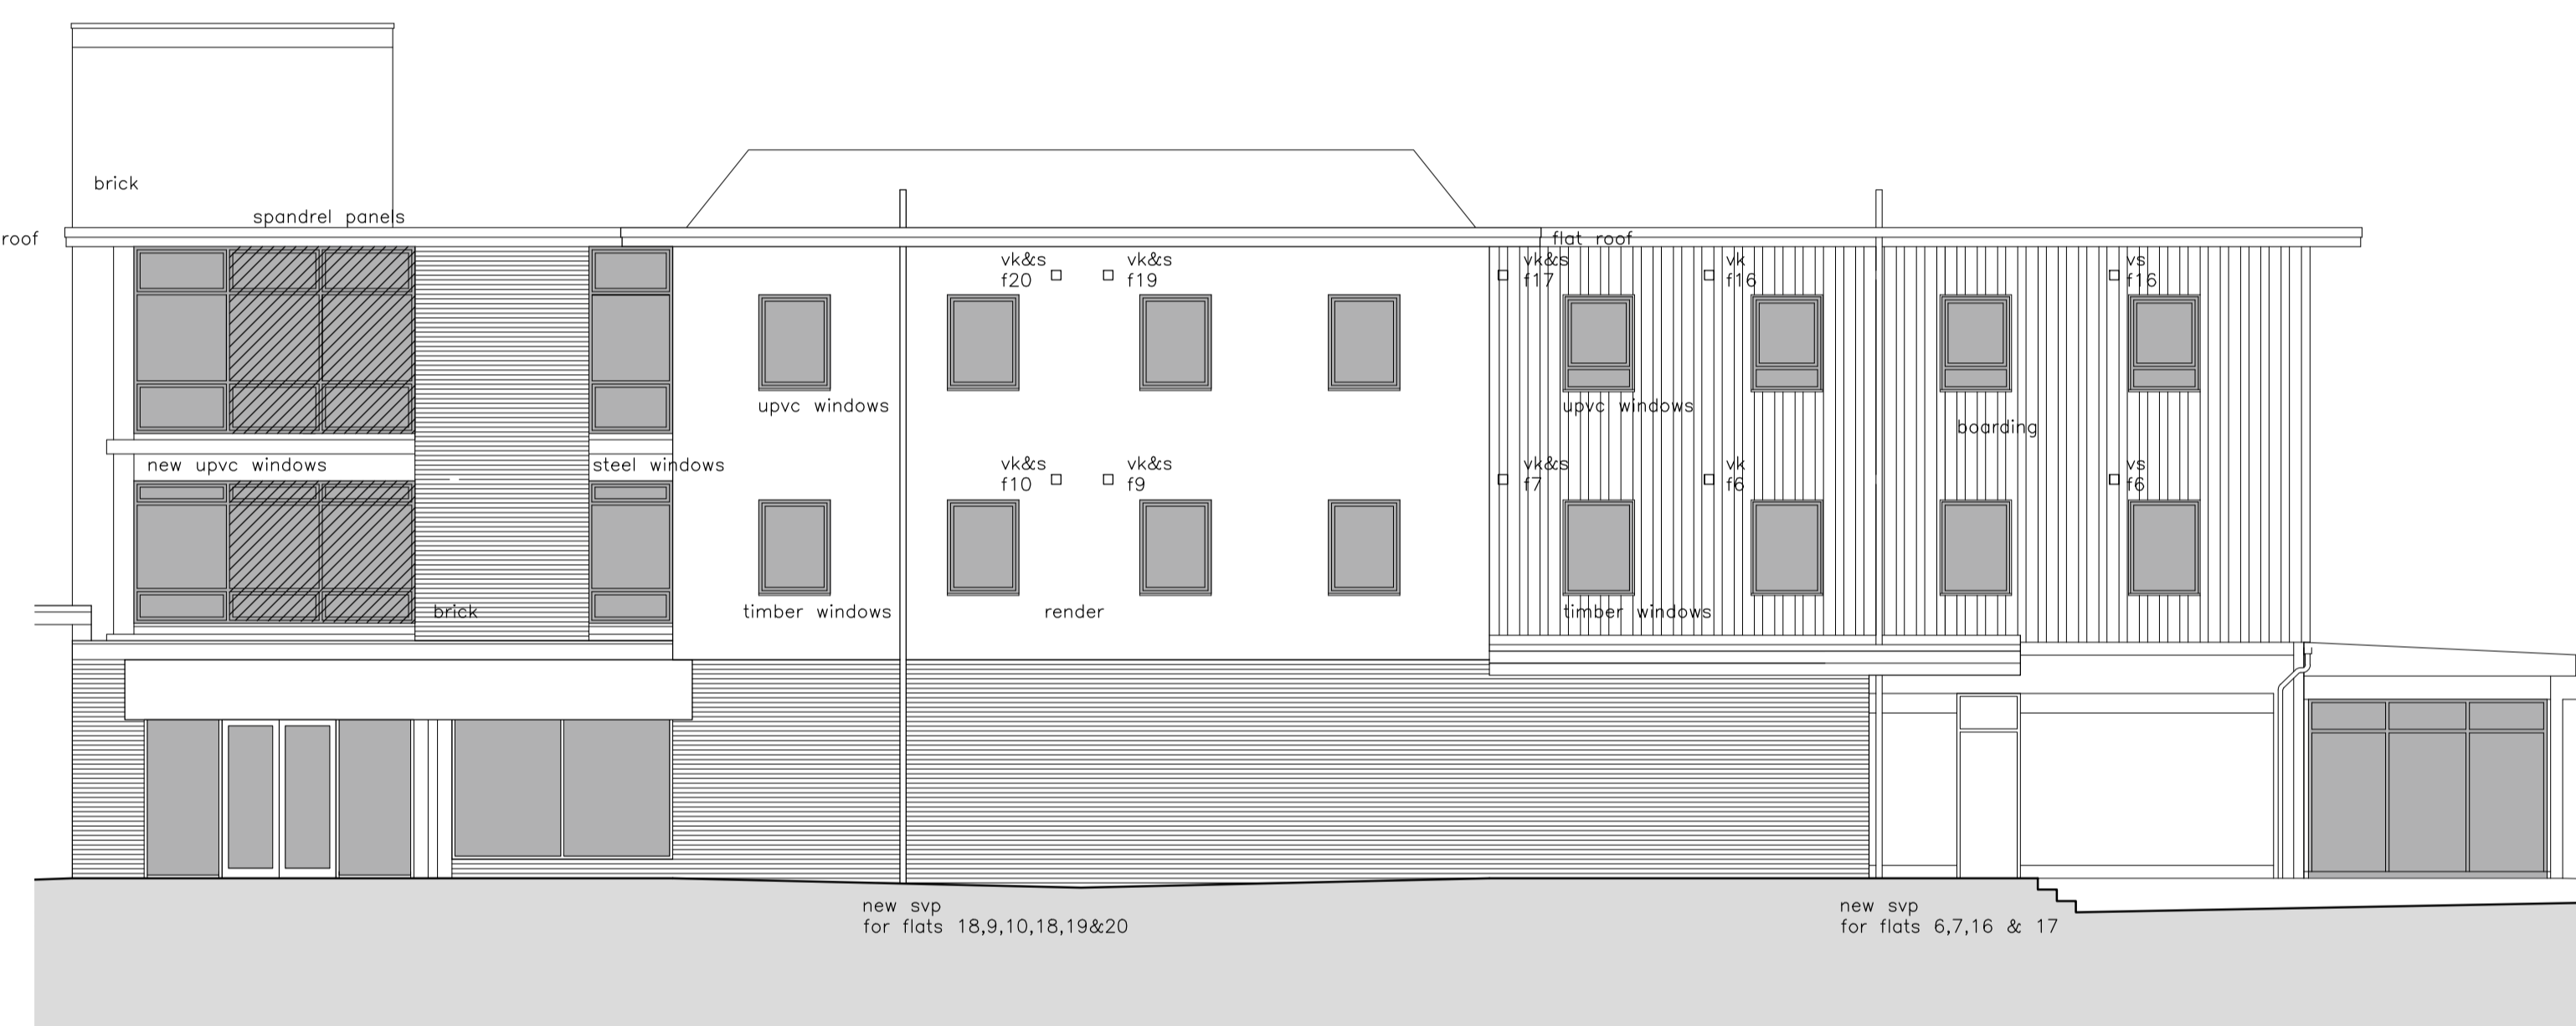 brick
spandrel panels
roof
flat roof
vk&s
f20
vk&s
f19
vk&s
f17
vk
f16
vs
f16
upvc windows
upvc windows
boarding
new upvc windows
steel windows
vk&s
f10
vk&s
f9
vk&s
f7
vk
f6
vs
f6
brick
timber windows
render
timber windows
new svp
for flats 18,9,10,18,19&20
new svp
for flats 6,7,16 & 17